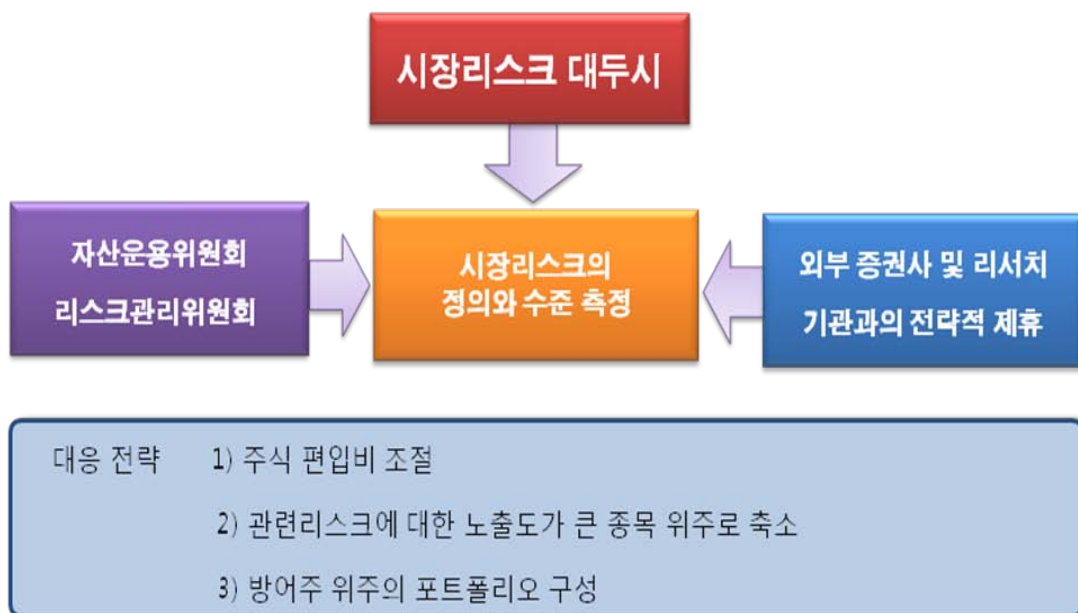 시장리스크 대두시
자산운용위원회
리스크관리위원회
시장리스크의
정의와 수준 측정
외부 증권사 및 리서치
기관과의 전략적 제휴
대응 전략 1) 주식 편입비 조절
2) 관련리스크에 대한 노출도가 큰 종목 위주로 축소
3) 방어주 위주의 포트폴리오 구성